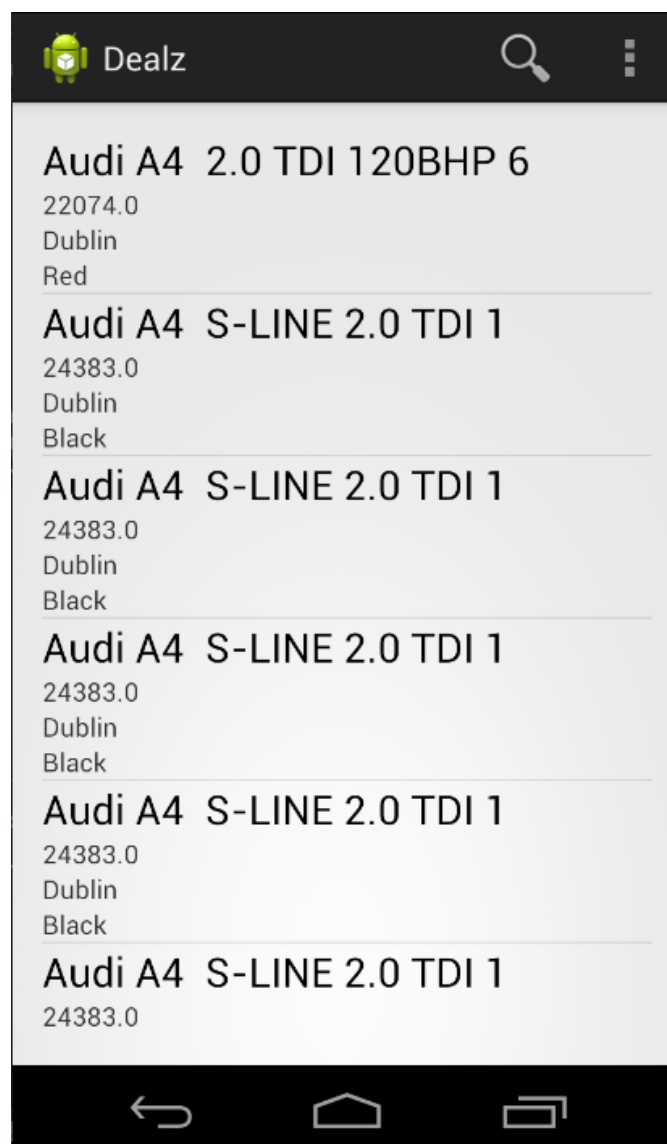 Dealz
Audi A4  2.0 TDI 120BHP 6
22074.0
Dublin
Red
Audi A4  S-LINE 2.0 TDI 1
24383.0
Dublin
Black
Audi A4  S-LINE 2.0 TDI 1
24383.0
Dublin
Black
Audi A4  S-LINE 2.0 TDI 1
24383.0
Dublin
Black
Audi A4  S-LINE 2.0 TDI 1
24383.0
Dublin
Black
Audi A4  S-LINE 2.0 TDI 1
24383.0